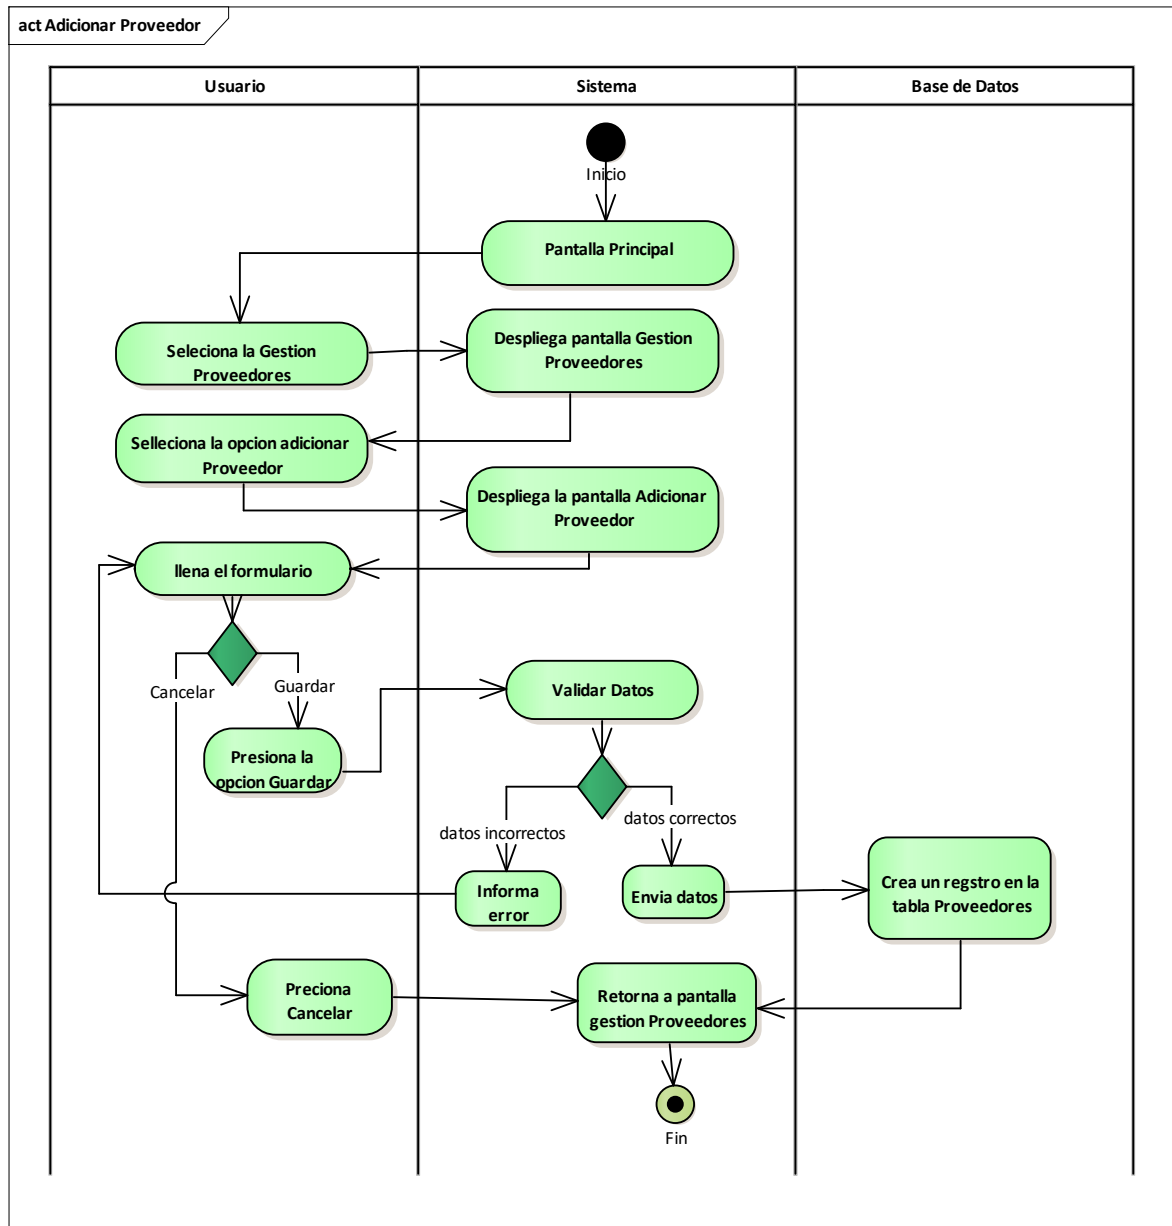 act Adicionar Proveedor
Usuario
Sistema
Base de Datos
Inicio
Pantalla Principal
Seleciona la Gestion
Proveedores
Despliega pantalla Gestion
Proveedores
Selleciona la opcion adicionar
Proveedor
Despliega la pantalla Adicionar
Proveedor
llena el formulario
Cancelar
Guardar
Validar Datos
Presiona la
opcion Guardar
datos incorrectos
datos correctos
Informa
error
Envia datos
Crea un regstro en la
tabla Proveedores
Preciona
Cancelar
Retorna a pantalla
gestion Proveedores
Fin